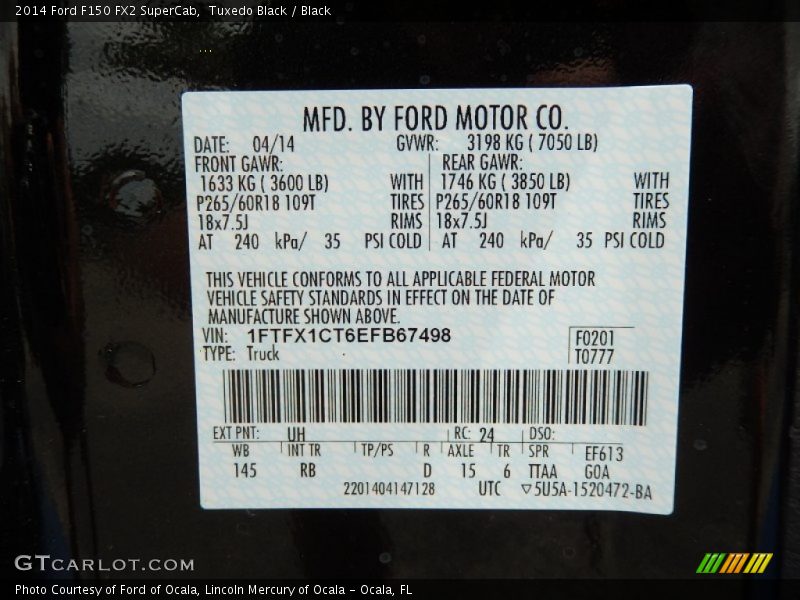 2014 Ford F150 FX2 SuperCab,  Tuxedo Black / Black
MFD. BY FORD MOTOR CO.
DATE: 04/14 GVWR: 3198 KG ( 7050 LB)
FRONT GAWR: REAR GAWR:
1633 KG ( 3600 LB) WITH 1746 KG ( 3850 LB) WITH
P265/60R18 109T TIRES P265/60R18 109T TIRES
18x7.5J RIMS 18x7.5J RIMS
AT 240 kPa/ 35 PSI COLD AT 240 kPa/ 35 PSI COLD
THIS VEHICLE CONFORMS TO ALL APPLICABLE FEDERAL MOTOR
VEHICLE SAFETY STANDARDS IN EFFECT ON THE DATE OF
MANUFACTURE SHOWN ABOVE.
VIN: 1FTFX1CT6EFB67498 F0201
TYPE: Truck T0777
EXT PNT: UH RC: 24 DSO:
WB INT TR TP/PS R AXLE TR SPR EF613
145 RB D 15 6 TTAA G0A
2201404147128 UTC ▽5U5A-1520472-BA
GTCARLOT.COM
Photo Courtesy of Ford of Ocala, Lincoln Mercury of Ocala - Ocala, FL